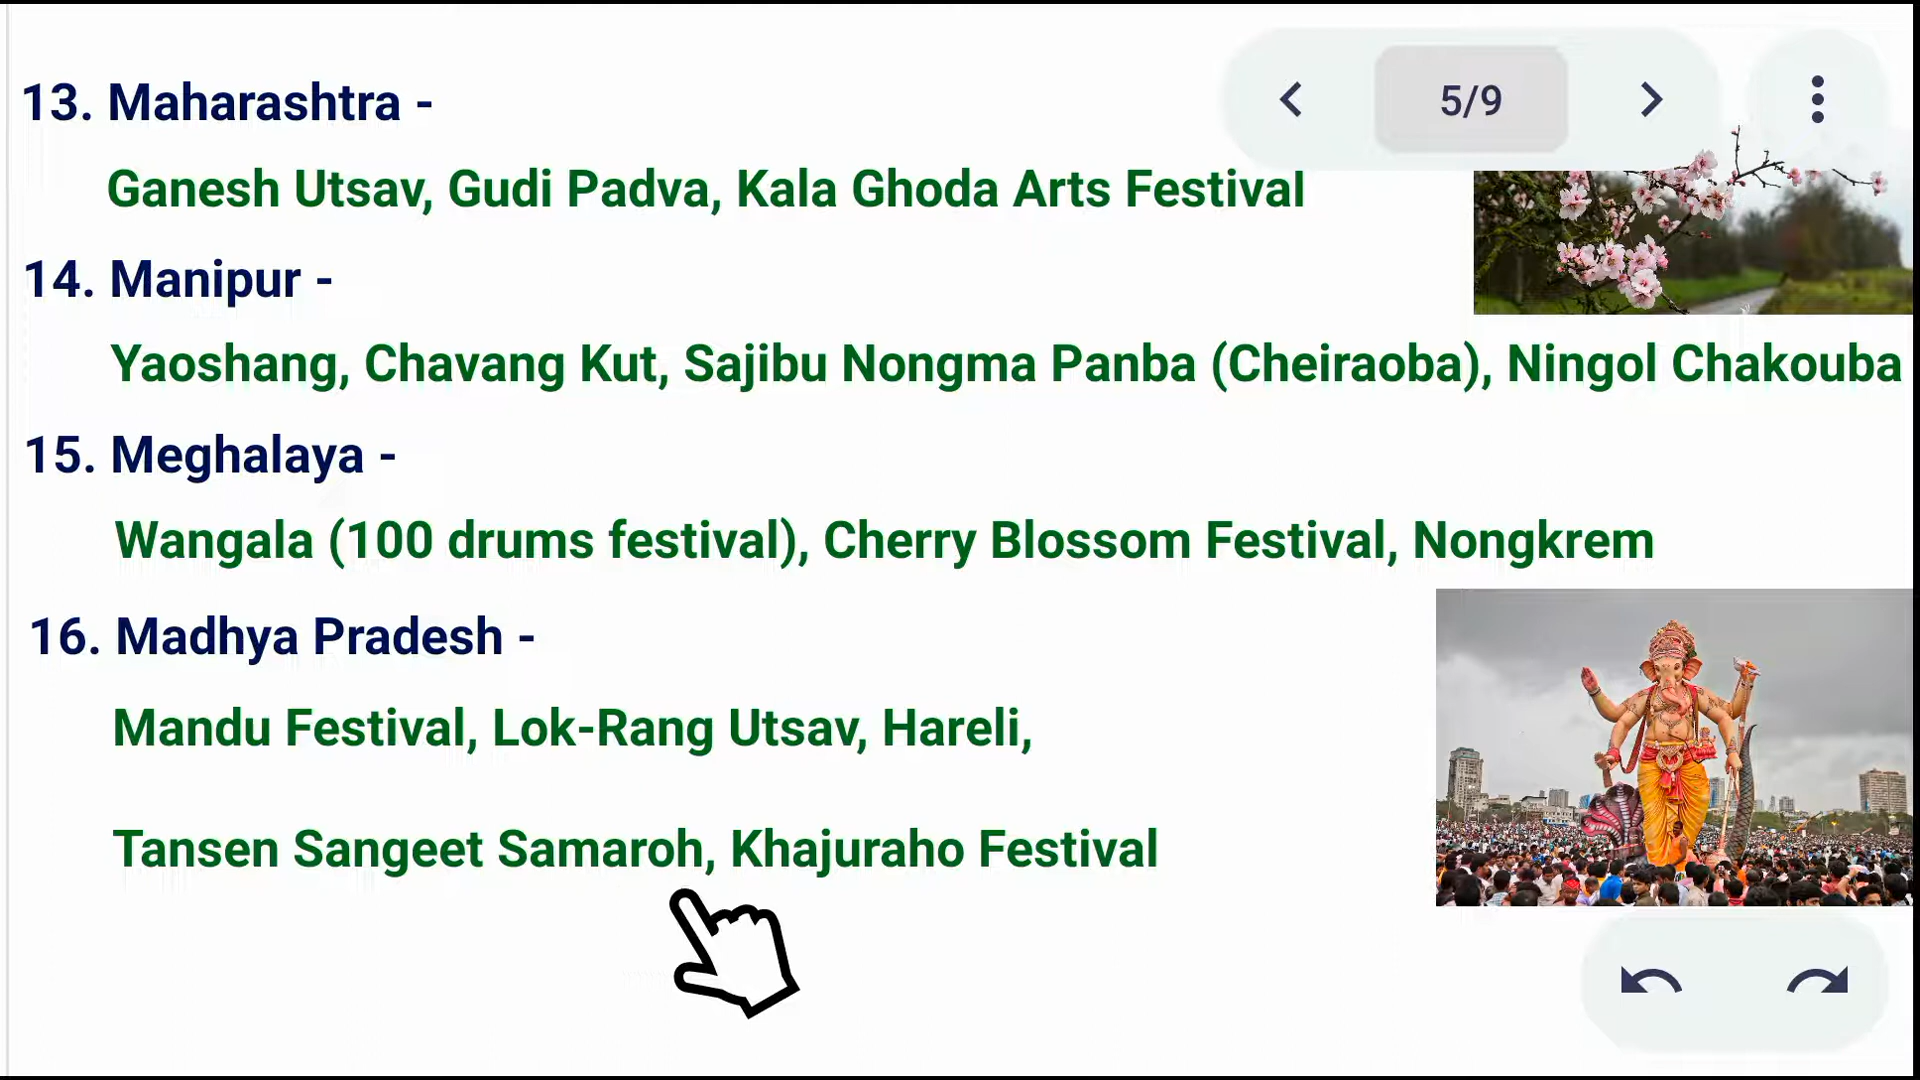 13. Maharashtra -
5/9
Ganesh Utsav, Gudi Padva, Kala Ghoda Arts Festival
14. Manipur -
Yaoshang, Chavang Kut, Sajibu Nongma Panba (Cheiraoba), Ningol Chakouba
15. Meghalaya -
Wangala (100 drums festival), Cherry Blossom Festival, Nongkrem
16. Madhya Pradesh -
Mandu Festival, Lok-Rang Utsav, Hareli,
Tansen Sangeet Samaroh, Khajuraho Festival